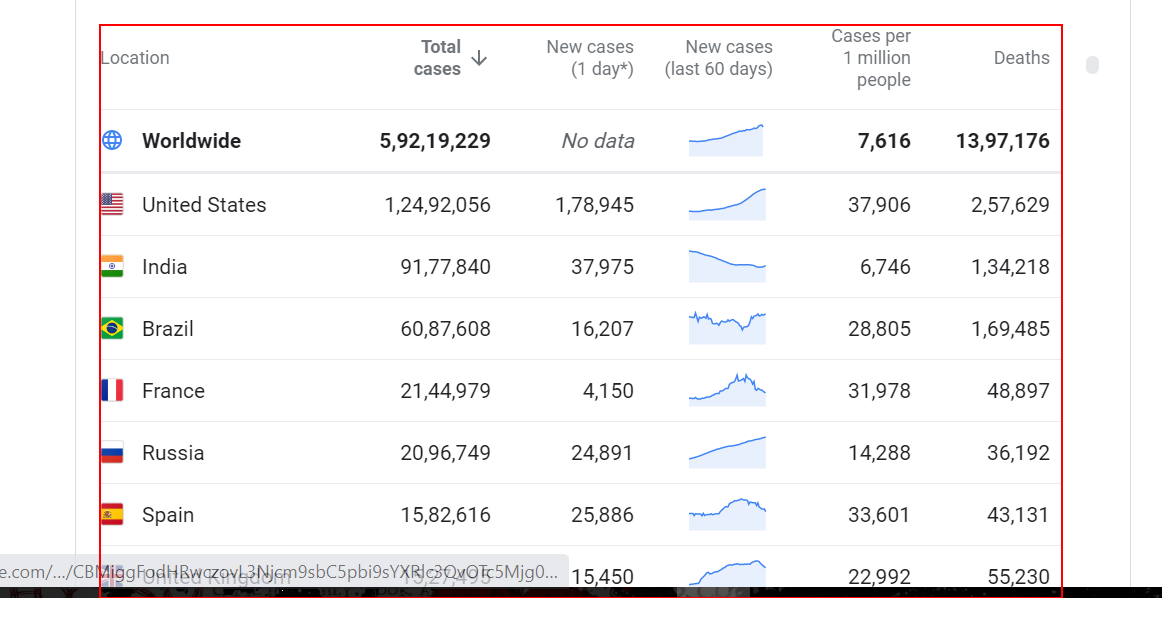 Location Total cases New cases (1 day*) New cases (last 60 days) Cases per 1 million people Deaths
Worldwide 5,92,19,229 No data 7,616 13,97,176
United States 1,24,92,056 1,78,945 37,906 2,57,629
India 91,77,840 37,975 6,746 1,34,218
Brazil 60,87,608 16,207 28,805 1,69,485
France 21,44,979 4,150 31,978 48,897
Russia 20,96,749 24,891 14,288 36,192
Spain 15,82,616 25,886 33,601 43,131
United Kingdom 15,27,495 15,450 22,992 55,230